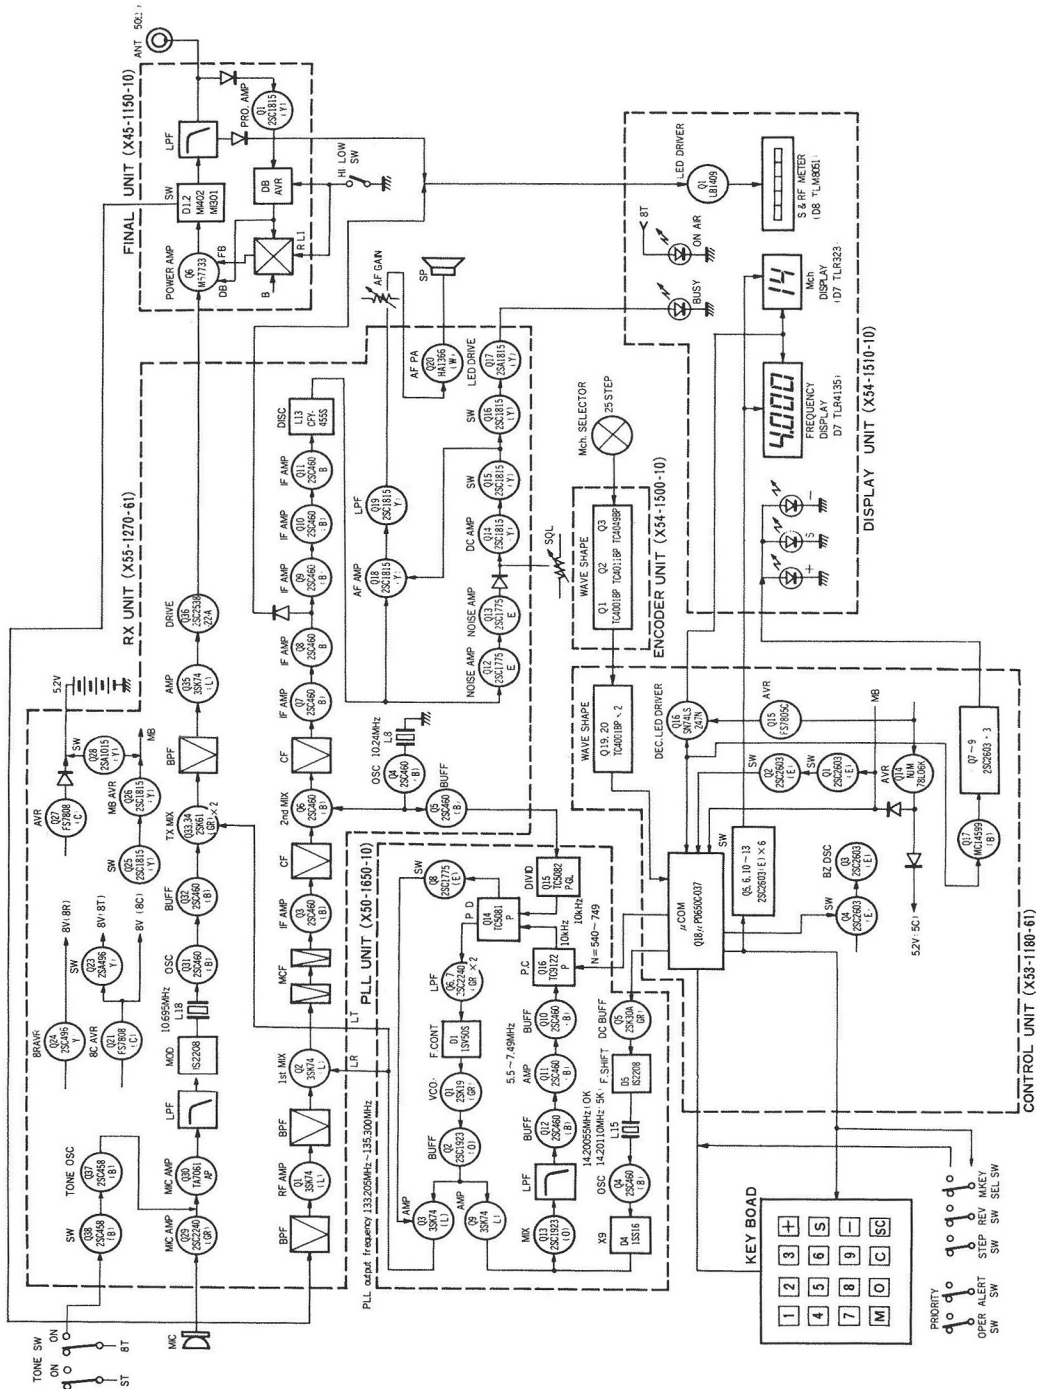 ANT 50Ω
FINAL UNIT (X45-1150-10)
POWER AMP
Q6
M57733
SW
D1.2
MI402
MI301
LPF
PRO. AMP
Q1
2SC1815
(Y)
DB
AVR
HI LOW
SW
FB
DB
B
RL1
RX UNIT (X55-1270-61)
TONE SW
ON
ON
8T
ST
MIC
SW
Q38
2SC458
(B)
TONE OSC
Q37
2SC458
(B)
MIC AMP
Q29
2SC2240
(GR)
MIC AMP
Q30
TA7061
AP
LPF
MOD
IS2208
10.695MHz
L18
OSC
Q31
2SC460
(B)
BUFF
Q32
2SC460
(B)
TX MIX
Q33,34
2SK61
(GR) × 2
BPF
AMP
Q35
3SK74
(L)
DRIVE
Q36
2SC2538
22-A
BRAVR
Q24
2SC496
Y
8V (8R)
SW
Q23
2SA496
Y
8V (8T)
8C AVR
Q21
FS7808
(C)
8V (8C)
AVR
Q27
FS7808
(C)
5.2V
SW
Q28
2SA1015
(Y)
MB
MB AVR
Q26
2SC1815
(Y)
SW
Q25
2SC1815
(Y)
BPF
RF AMP
Q1
3SK74
(L)
BPF
1st MIX
Q2
3SK74
(L)
MCF
IF AMP
Q3
2SC460
(B)
CF
2nd MIX
Q6
2SC460
(B)
CF
IF AMP
Q7
2SC460
(B)
IF AMP
Q8
2SC460
B
IF AMP
Q9
2SC460
(B)
IF AMP
Q10
2SC460
(B)
IF AMP
Q11
2SC460
B
DISC
L13
CFY-
455S
OSC 10.24MHz
Q4
2SC460
(B)
L8
Q5
2SC460
(B)
BUFF
AF AMP
Q18
2SC1815
(Y)
LPF
Q19
2SC1815
(Y)
AF GAIN
AF PA
Q20
HA1366
(W)
SP
NOISE AMP
Q12
2SC1775
E
NOISE AMP
Q13
2SC1775
E
SQL
DC AMP
Q14
2SC1815
(Y)
SW
Q15
2SC1815
(Y)
SW
Q16
2SC1815
(Y)
LED DRIVE
Q17
2SA1815
(Y)
LT
LR
PLL output frequency 133.205MHz~135.300MHz
PLL UNIT (X50-1650-10)
AMP
Q3
3SK74
(L)
AMP
Q9
3SK74
L)
BUFF
Q2
2SC1923
(O)
VCO
Q1
2SK19
(GR)
F.CONT
D1
1SV50S
LPF
Q6, 7
2SC2240
(GR × 2
P D
Q14
TC5081
P
SW
Q8
2SC1775
(E)
DIVID
Q15
TC5082
PGL
10kHz
10kHz
P.C
Q16
TC9122
P
N=540~749
MIX
Q13
2SC1923
(O)
LPF
BUFF
Q12
2SC460
(B)
AMP
Q11
2SC460
(B)
BUFF
Q10
2SC460
(B)
5.5~7.49MHz
X9
D4
1SS16
OSC
Q4
2SC460
(B)
14.20055MHz (OK
14.20110MHz 5K)
L15
F.SHIFT
D5
IS2208
DC BUFF
Q5
2SK30A
(GR)
Mch. SELECTOR
25 STEP
WAVE SHAPE
Q1 Q2 Q3
TC4001BP TC4011BP TC4049BP
ENCODER UNIT (X54-1500-10)
WAVE SHAPE
Q19, 20
TC4001BP × 2
DISPLAY UNIT (X54-1510-10)
BUSY
8T
ON AIR
LED DRIVER
Q1
LB1409
S & RF METER
(D8 TLM8051)
14
Mch
DISPLAY
(D7 TLR323)
4.000
FREQUENCY
DISPLAY
D7 TLR4135)
+ S −
CONTROL UNIT (X53-1180-61)
DEC. LED DRIVER
Q16
SN74LS
247N
AVR
Q15
FS7805C
MB
SW
Q2
2SC2603
(E)
SW
Q1
2SC2603
(E)
AVR
Q14
NJM
78L06K
μCOM
Q18 μPD650C-037
SW
Q5, 6, 10~13
2SC2603 (E) × 6
BZ DSC
Q3
2SC2603
(E)
SW
Q4
2SC2603
(E)
5.2V (5C)
Q17
MC14599
(B)
Q7~9
2SC2603 × 3
KEY BOAD
1 2 3 +
4 5 6 S
7 8 9 −
M O C SC
PRIORITY
OPER ALERT
SW SW
STEP
SW
REV
SW
M.KEY
SEL SW